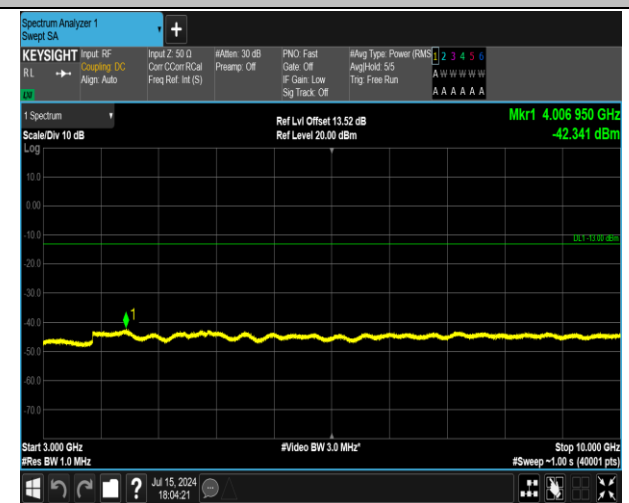 Spectrum Analyzer 1
Swept SA
+
KEYSIGHT Input: RF Input Z: 50 Ω #Atten: 30 dB PNO: Fast #Avg Type: Power (RMS 1 2 3 4 5 6
RL Coupling: DC Corr CCorr RCal Preamp: Off Gate: Off Avg|Hold: 5/5 A W W W W W
Align: Auto Freq Ref: Int (S) IF Gain: Low Trig: Free Run
Sig Track: Off A A A A A A
1 Spectrum
Scale/Div 10 dB
Ref Lvl Offset 13.52 dB
Ref Level 20.00 dBm
Mkr1 4.006 950 GHz
-42.341 dBm
Log
10.0
0.00
-10.0
DL1 -13.00 dBm
-20.0
-30.0
-40.0
1
-50.0
-60.0
-70.0
Start 3.000 GHz #Video BW 3.0 MHz* Stop 10.000 GHz
#Res BW 1.0 MHz #Sweep ~1.00 s (40001 pts)
? Jul 15, 2024
18:04:21